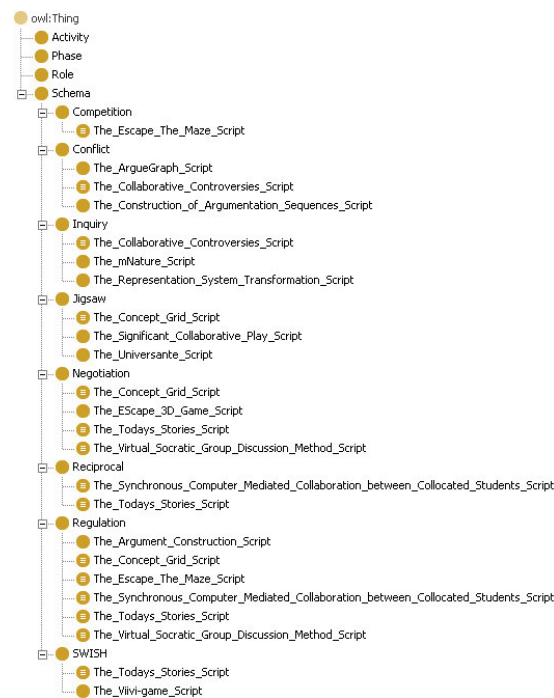 owl:Thing
Activity
Phase
Role
Schema
Competition
The_Escape_The_Maze_Script
Conflict
The_ArgueGraph_Script
The_Collaborative_Controversies_Script
The_Construction_of_Argumentation_Sequences_Script
Inquiry
The_Collaborative_Controversies_Script
The_mNature_Script
The_Representation_System_Transformation_Script
Jigsaw
The_Concept_Grid_Script
The_Significant_Collaborative_Play_Script
The_Universante_Script
Negotiation
The_Concept_Grid_Script
The_EScape_3D_Game_Script
The_Todays_Stories_Script
The_Virtual_Socratic_Group_Discussion_Method_Script
Reciprocal
The_Synchronous_Computer_Mediated_Collaboration_between_Collocated_Students_Script
The_Todays_Stories_Script
Regulation
The_Argument_Construction_Script
The_Concept_Grid_Script
The_Escape_The_Maze_Script
The_Synchronous_Computer_Mediated_Collaboration_between_Collocated_Students_Script
The_Todays_Stories_Script
The_Virtual_Socratic_Group_Discussion_Method_Script
SWISH
The_Todays_Stories_Script
The_Viivi-game_Script